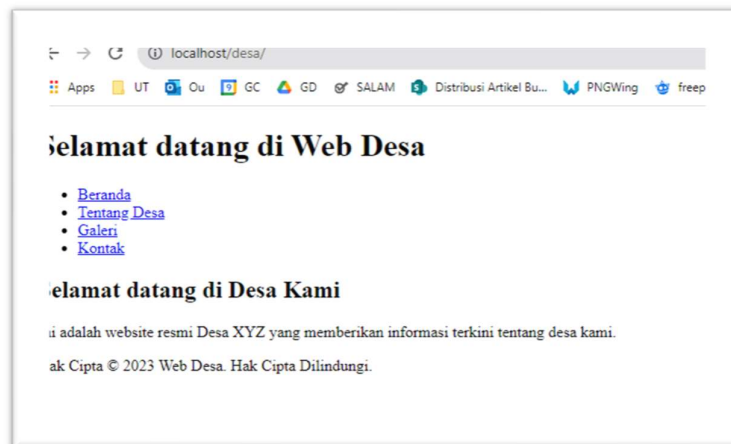 localhost/desa/
Apps UT Ou GC GD SALAM Distribusi Artikel Bu... PNGWing freep
Selamat datang di Web Desa
Beranda
Tentang Desa
Galeri
Kontak
elamat datang di Desa Kami
i adalah website resmi Desa XYZ yang memberikan informasi terkini tentang desa kami.
ak Cipta © 2023 Web Desa. Hak Cipta Dilindungi.